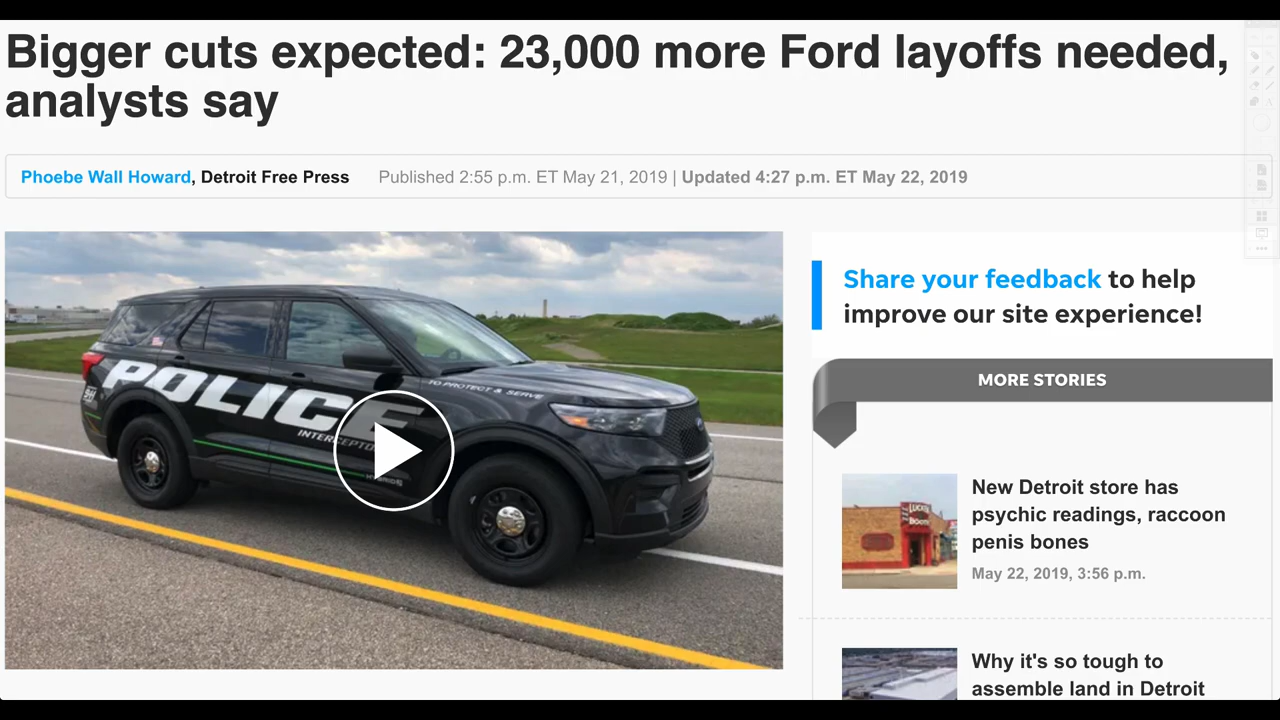 Bigger cuts expected: 23,000 more Ford layoffs needed,
analysts say
Phoebe Wall Howard, Detroit Free Press Published 2:55 p.m. ET May 21, 2019 | Updated 4:27 p.m. ET May 22, 2019
POLICE
INTERCEPTOR
TO PROTECT & SERVE
HYBRID
Share your feedback to help
improve our site experience!
MORE STORIES
New Detroit store has
psychic readings, raccoon
penis bones
May 22, 2019, 3:56 p.m.
Why it's so tough to
assemble land in Detroit